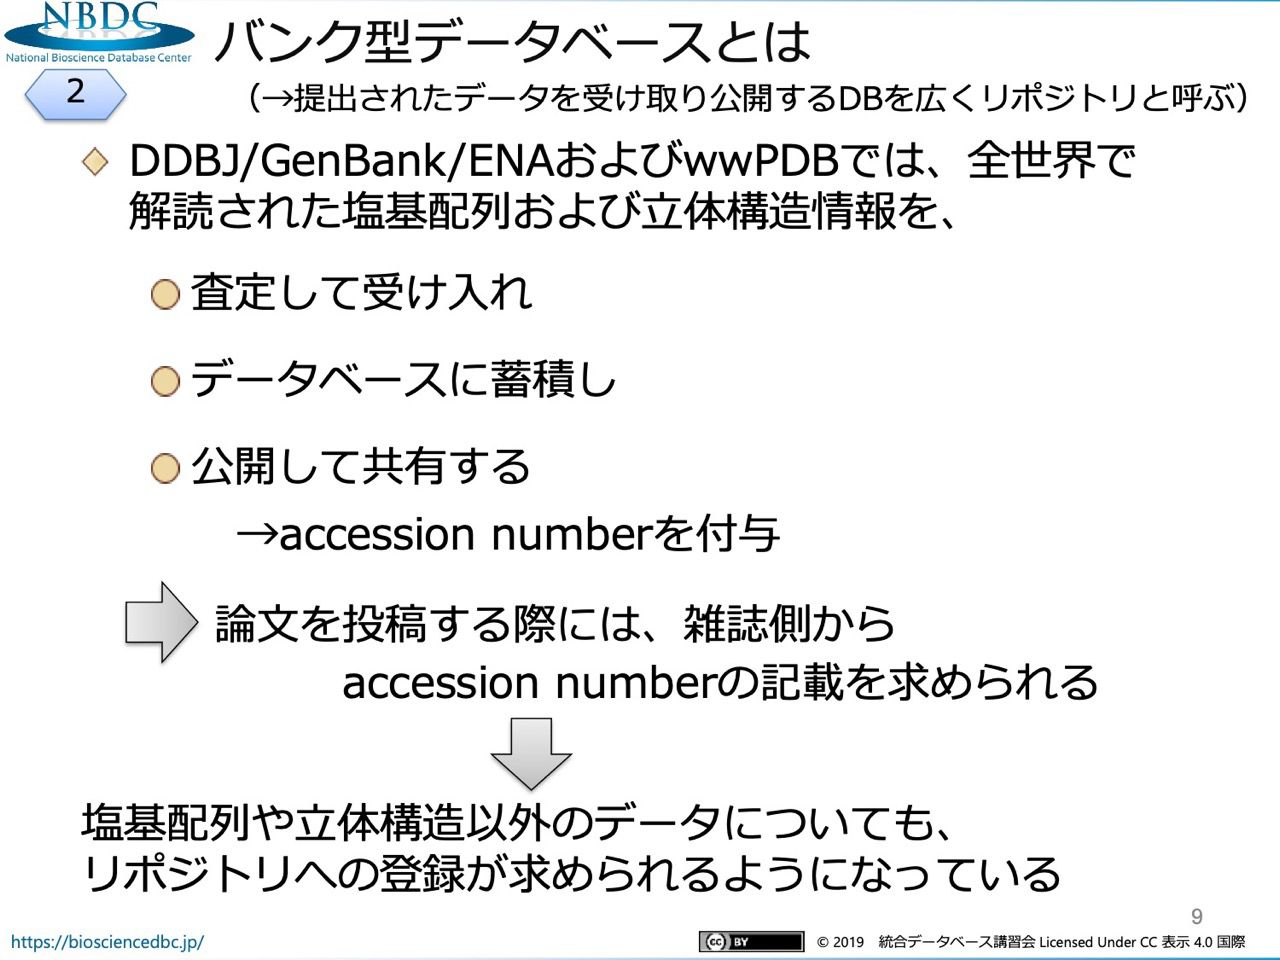 NBDC
National Bioscience Database Center
バンク型データベースとは
2
（→提出されたデータを受け取り公開するDBを広くリポジトリと呼ぶ）
DDBJ/GenBank/ENAおよびwwPDBでは、全世界で
解読された塩基配列および立体構造情報を、
査定して受け入れ
データベースに蓄積し
公開して共有する
→accession numberを付与
論文を投稿する際には、雑誌側から
accession numberの記載を求められる
塩基配列や立体構造以外のデータについても、
リポジトリへの登録が求められるようになっている
9
https://biosciencedbc.jp/
cc BY
© 2019 統合データベース講習会 Licensed Under CC 表示 4.0 国際